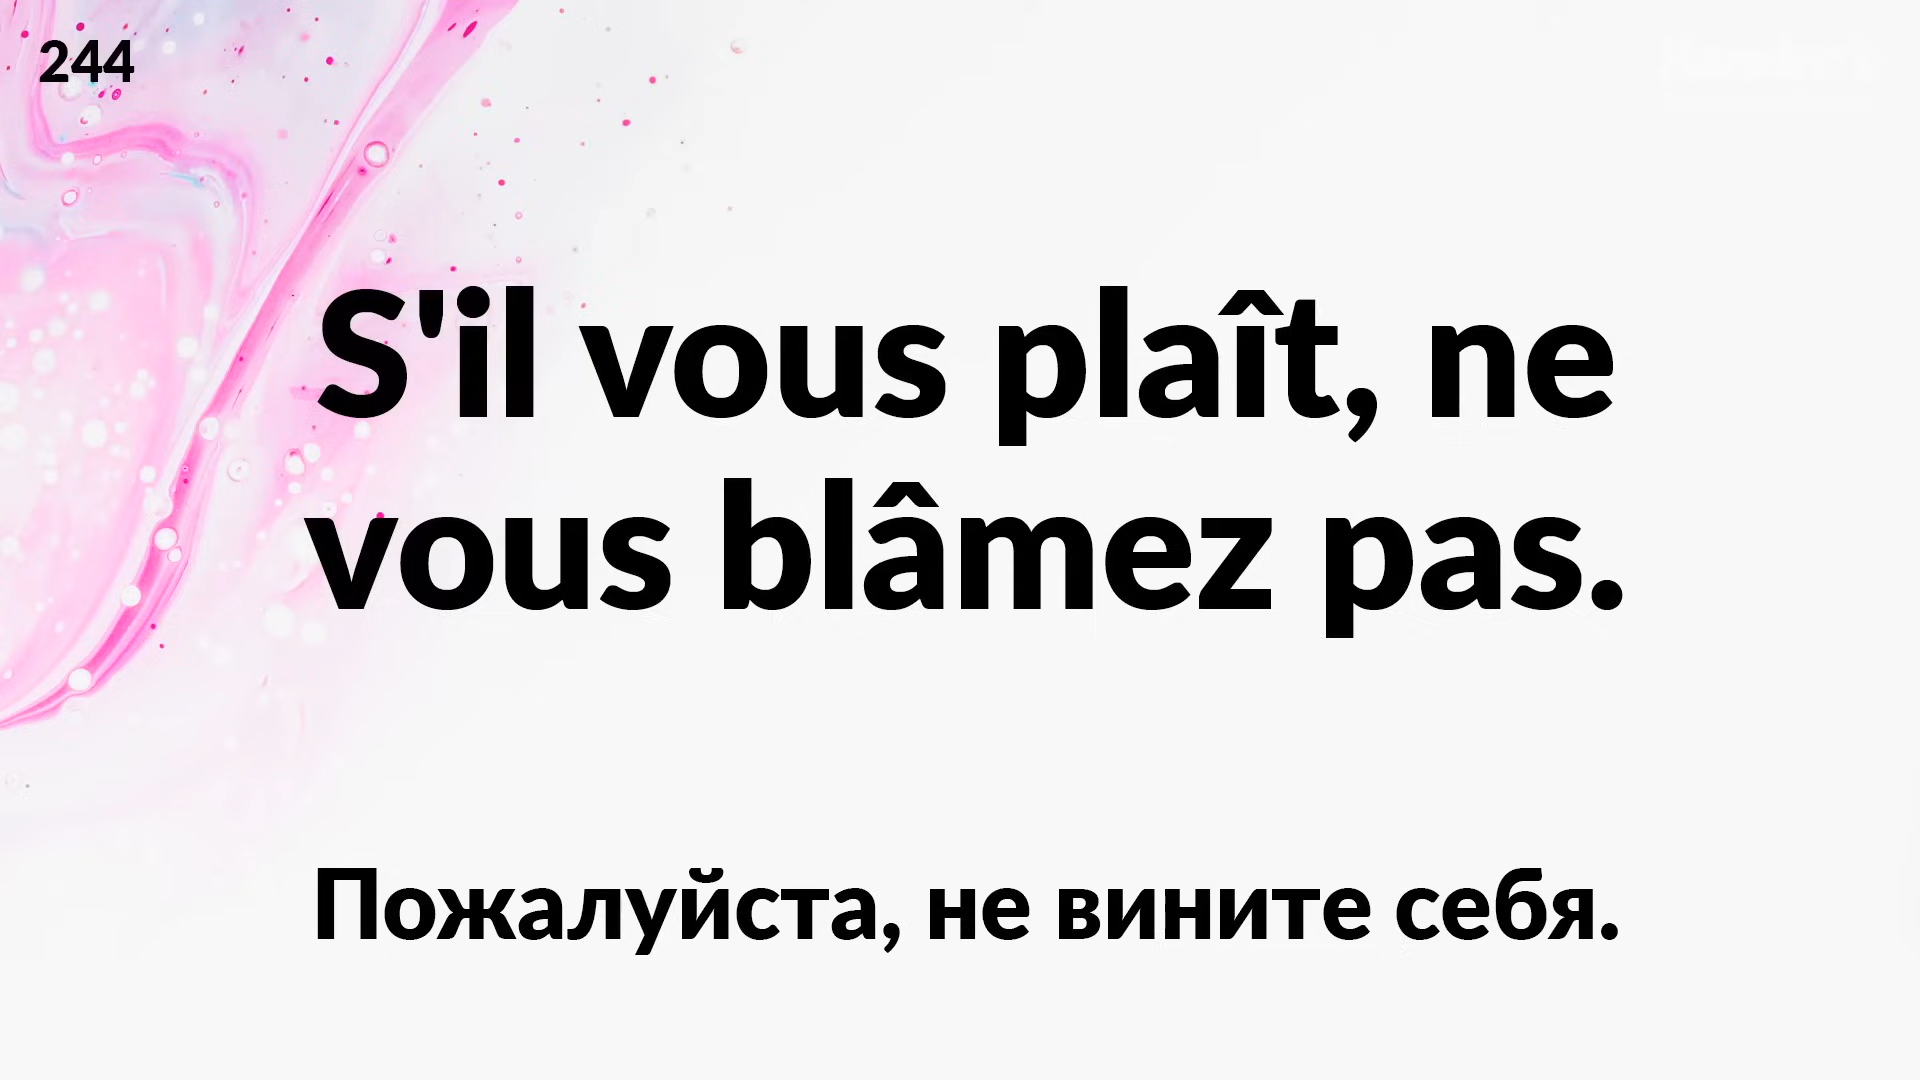 244
S'il vous plaît, ne
vous blâmez pas.
Пожалуйста, не вините себя.